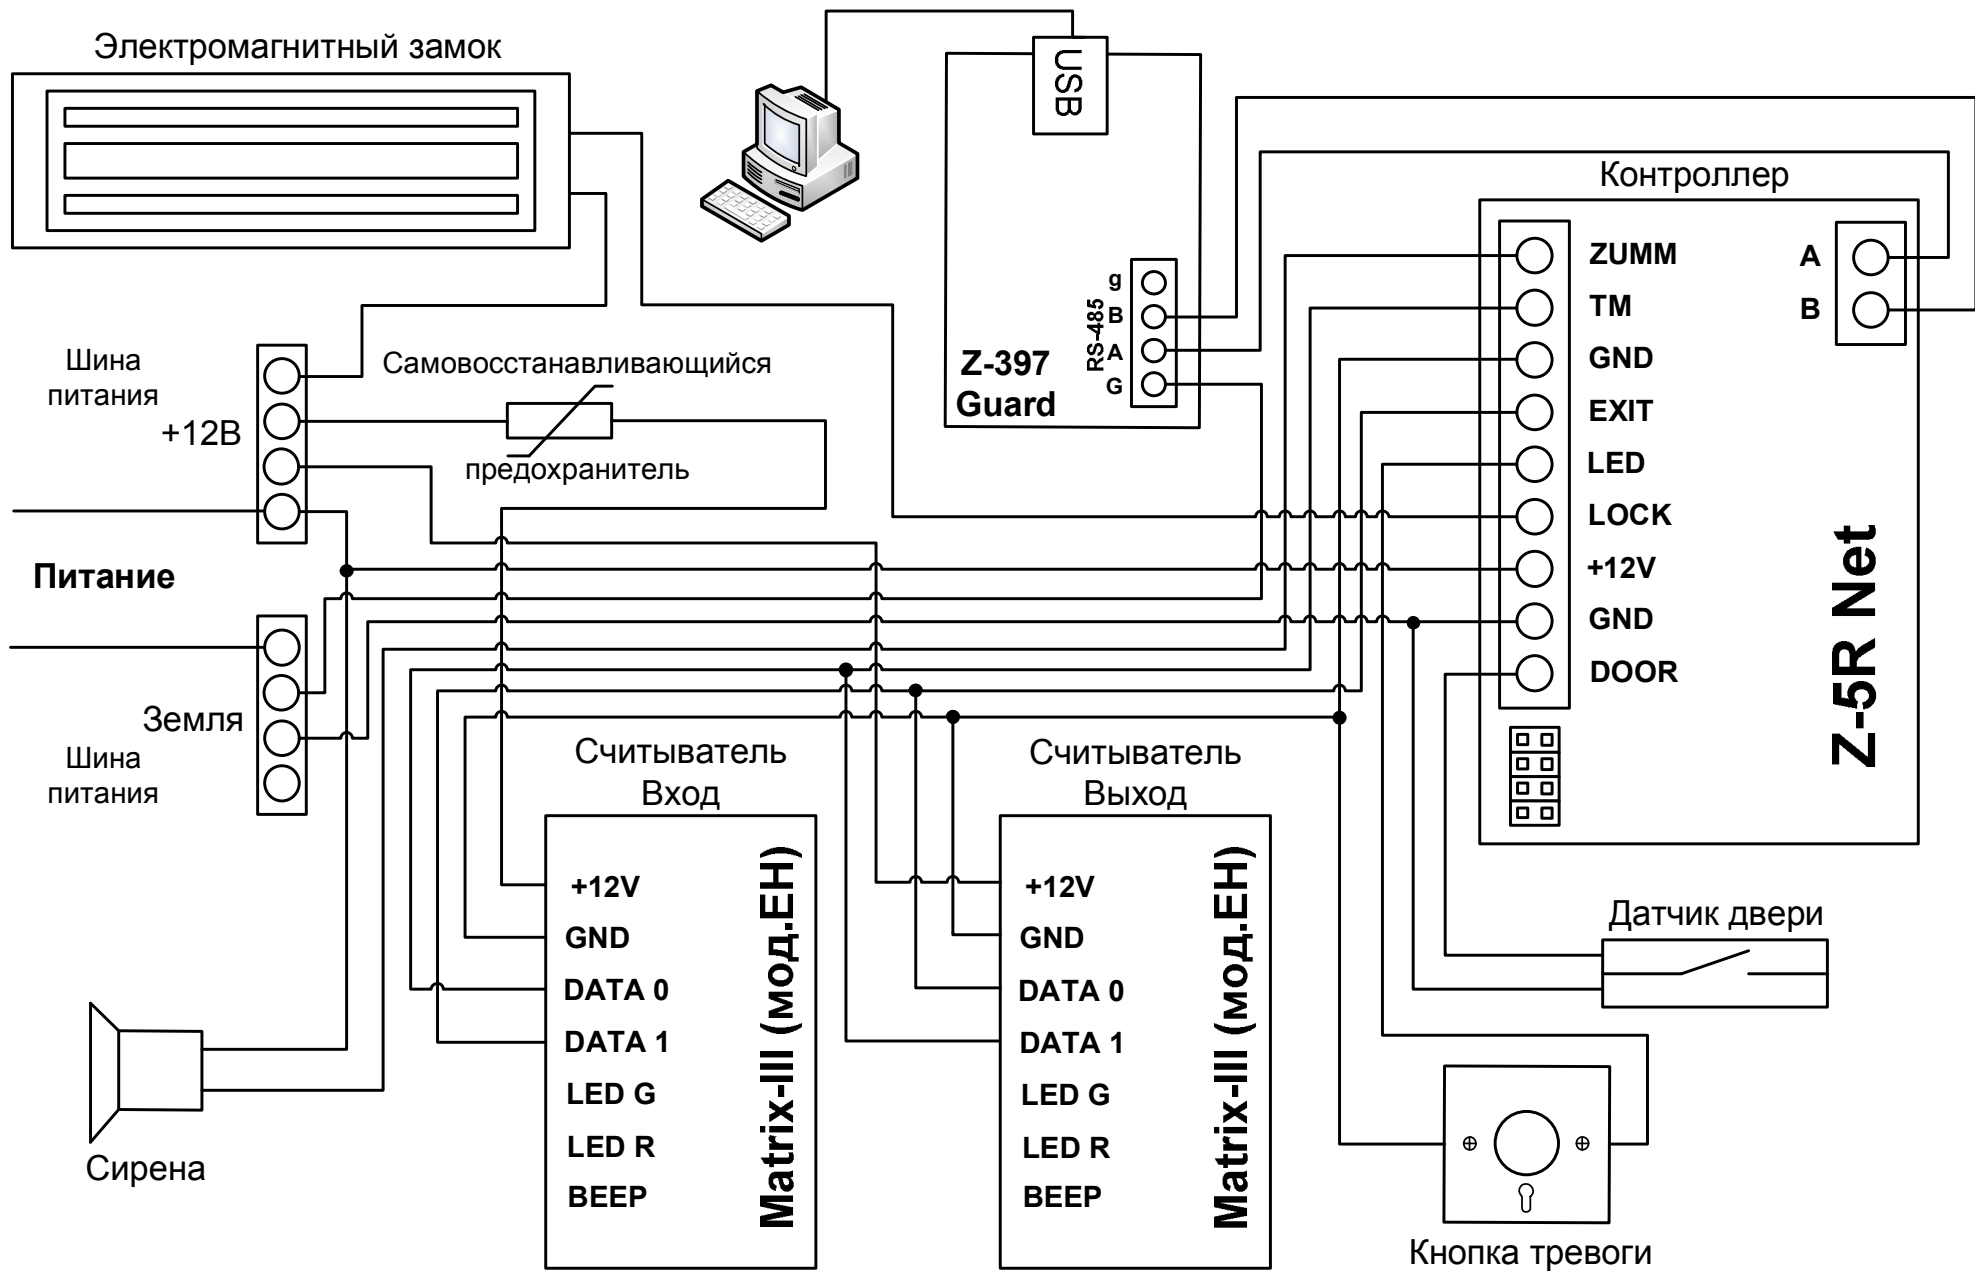 Электромагнитный замок
USB
g
B
A
G
RS-485
Z-397
Guard
Контроллер
ZUMM
TM
GND
EXIT
LED
LOCK
+12V
GND
DOOR
A
B
Z-5R Net
Шина
питания
+12В
Самовосстанавливающийся
предохранитель
Питание
Земля
Шина
питания
Считыватель
Вход
+12V
GND
DATA 0
DATA 1
LED G
LED R
BEEP
Matrix-III (мод.EH)
Считыватель
Выход
+12V
GND
DATA 0
DATA 1
LED G
LED R
BEEP
Matrix-III (мод.EH)
Датчик двери
Сирена
Кнопка тревоги